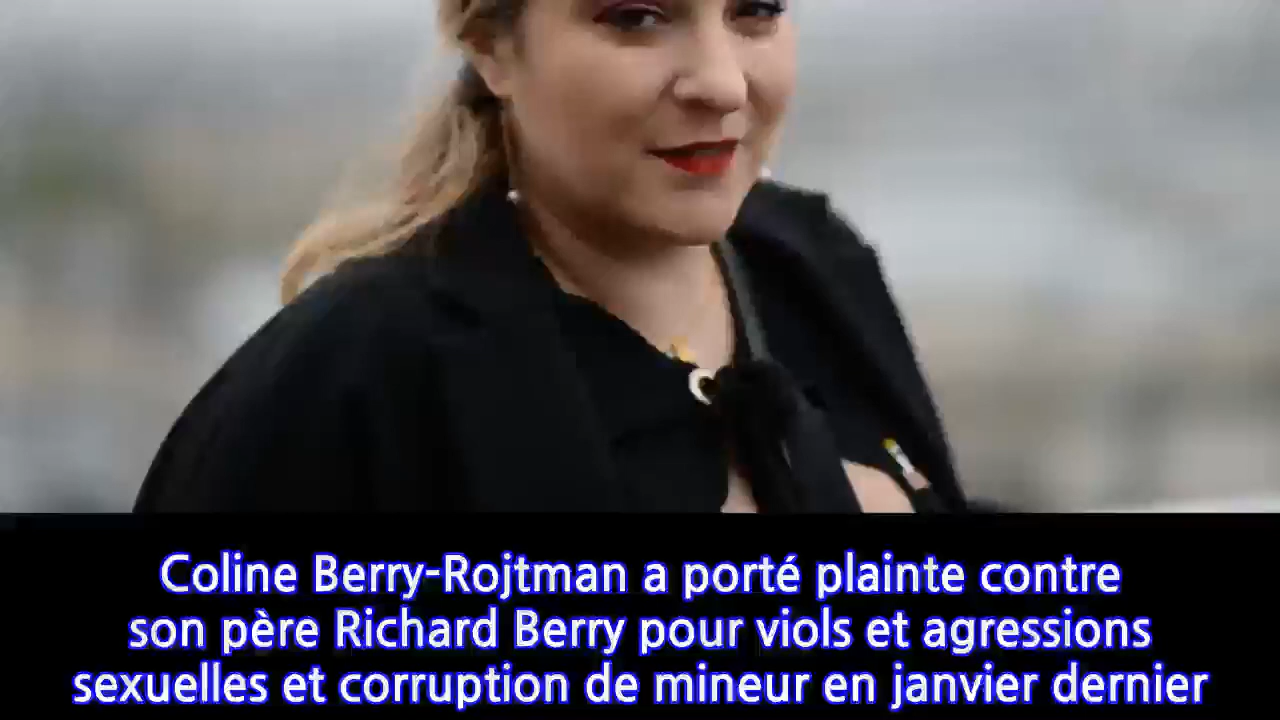 Coline Berry-Rojtman a porté plainte contre
son père Richard Berry pour viols et agressions
sexuelles et corruption de mineur en janvier dernier